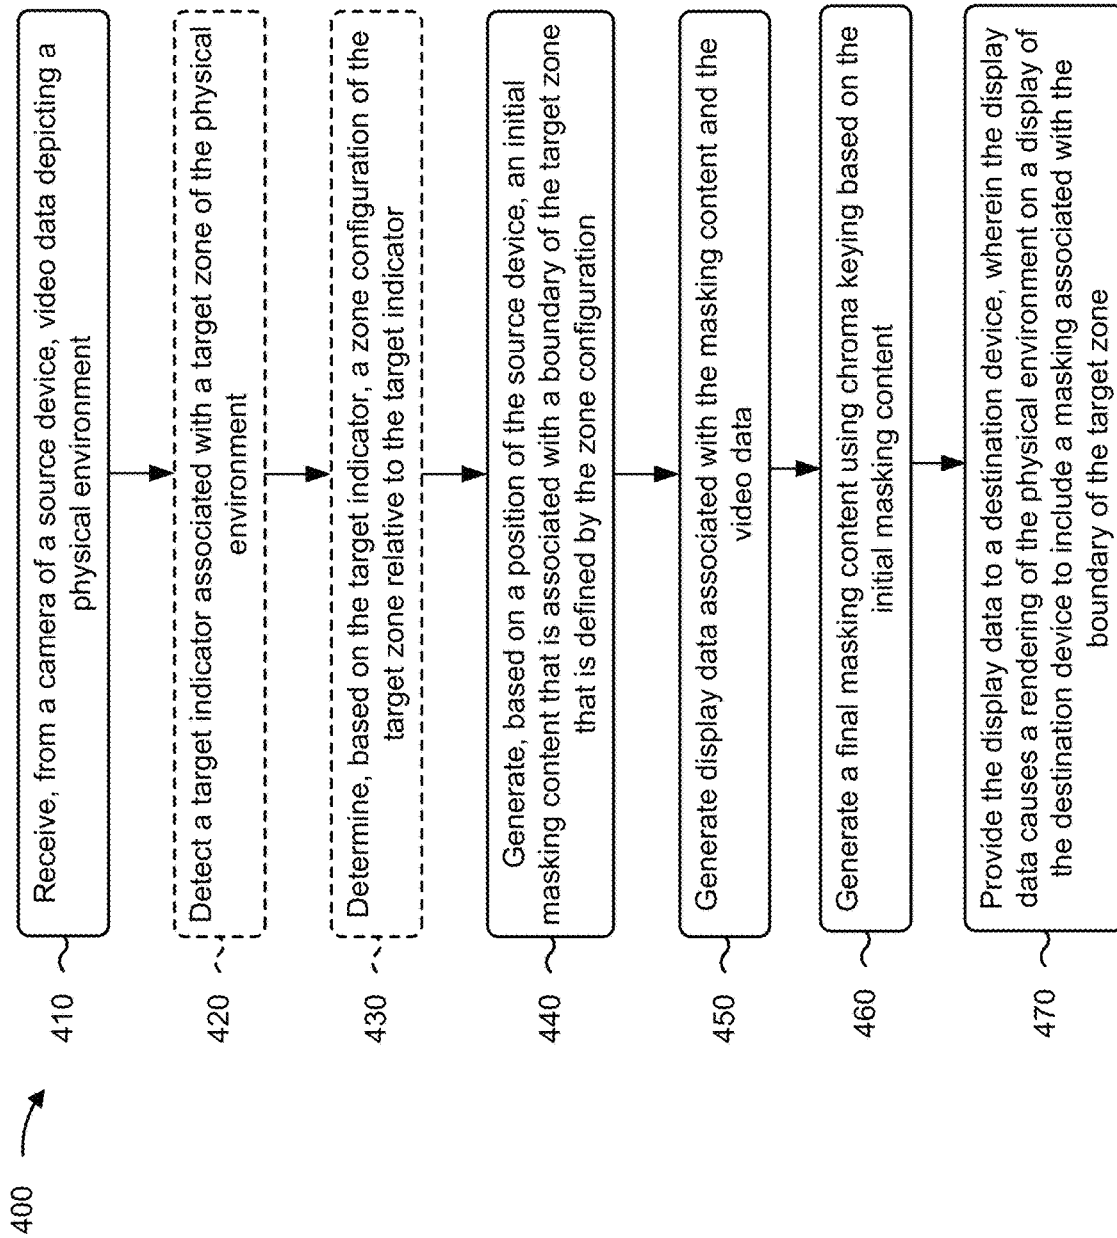 400
410
Receive, from a camera of a source device, video data depicting a
physical environment
420
Detect a target indicator associated with a target zone of the physical
environment
430
Determine, based on the target indicator, a zone configuration of the
target zone relative to the target indicator
440
Generate, based on a position of the source device, an initial
masking content that is associated with a boundary of the target zone
that is defined by the zone configuration
450
Generate display data associated with the masking content and the
video data
460
Generate a final masking content using chroma keying based on the
initial masking content
470
Provide the display data to a destination device, wherein the display
data causes a rendering of the physical environment on a display of
the destination device to include a masking associated with the
boundary of the target zone